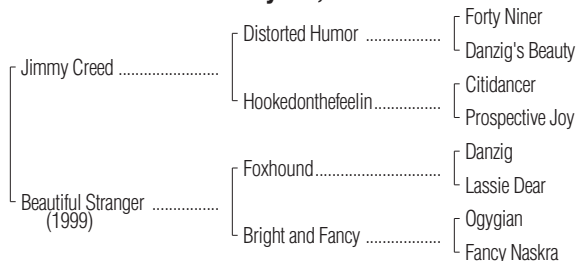 Forty Niner
Distorted Humor ..................
Danzig's Beauty
Jimmy Creed ........................
Citidancer
Hookedonthefeelin................
Prospective Joy
Danzig
Foxhound..............................
Lassie Dear
Beautiful Stranger ................
(1999)
Ogygian
Bright and Fancy ..................
Fancy Naskra